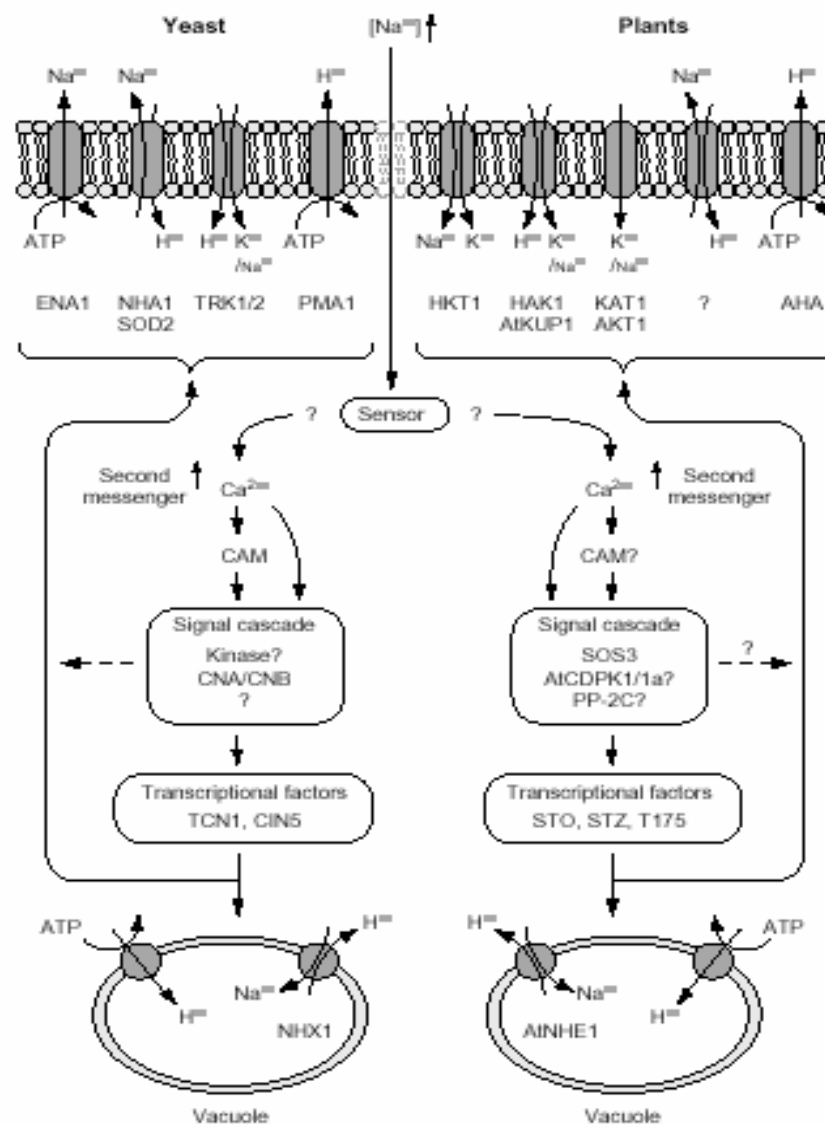 Yeast [Na+] Plants
Na+ Na+ H+ Na+ H+
ATP H+ H+ K+ ATP Na+ K+ H+ K+ K+ H+ ATP
/Na+ /Na+ /Na+
ENA1 NHA1 TRK1/2 PMA1 HKT1 HAK1 KAT1 ? AHA
SOD2 AtKUP1 AKT1
? Sensor ?
Second Ca2+ Ca2+ Second
messenger messenger
CAM CAM?
Signal cascade Signal cascade
Kinase? SOS3 ?
CNA/CNB AtCDPK1/1a?
? PP-2C?
Transcriptional factors Transcriptional factors
TCN1, CIN5 STO, STZ, T175
ATP H+ H+ ATP
H+ Na+ Na+ H+
NHX1 AtNHE1
Vacuole Vacuole